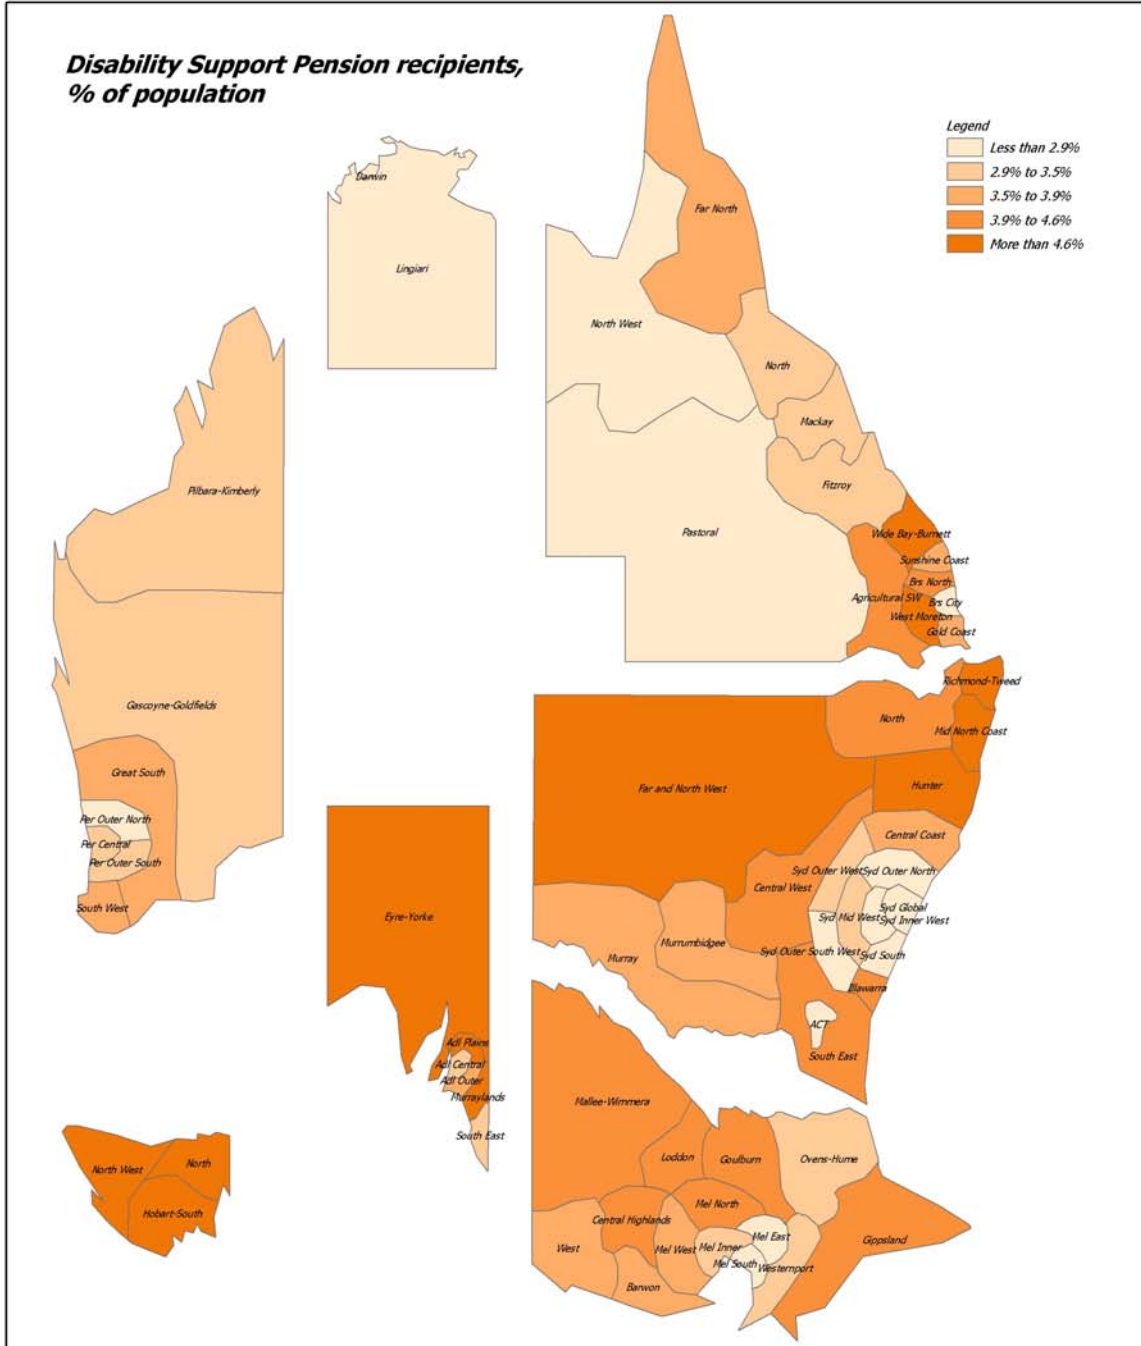 Disability Support Pension recipients,
% of population
Legend
Less than 2.9%
2.9% to 3.5%
3.5% to 3.9%
3.9% to 4.6%
More than 4.6%
Darwin
Lingiari
Far North
North West
North
Mackay
Fitzroy
Pastoral
Wide Bay-Burnett
Sunshine Coast
Brs North
Agricultural SW
Brs City
West Moreton
Gold Coast
Pilbara-Kimberly
Gascoyne-Goldfields
Great South
Per Outer North
Per Central
Per Outer South
South West
Richmond-Tweed
North
Mid North Coast
Far and North West
Hunter
Central Coast
Syd Outer West
Syd Outer North
Central West
Syd Global
Syd Mid West
Syd Inner West
Murrumbidgee
Syd Outer South West
Syd South
Murray
Illawarra
ACT
South East
Eyre-Yorke
Adl Plains
Adl Central
Adl Outer
Murraylands
South East
Mallee-Wimmera
Loddon
Goulburn
Ovens-Hume
Mel North
Central Highlands
Mel East
Gippsland
West
Mel West
Mel Inner
Mel South
Westernport
Barwon
North West
North
Hobart-South